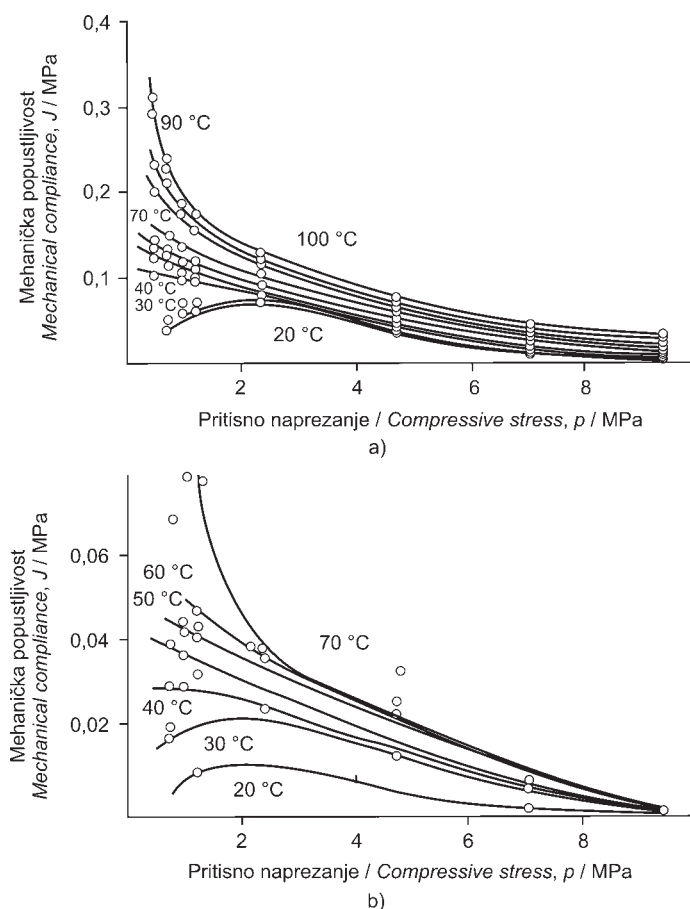 0,4
0,3
0,2
0,1
Mehanička popustljivost
Mechanical compliance, J / MPa
90 °C
70 °C
40 °C
30 °C
100 °C
20 °C
2
4
6
8
Pritisno naprezanje / Compressive stress, p / MPa
a)
0,06
0,04
0,02
Mehanička popustljivost
Mechanical compliance, J / MPa
60 °C
50 °C
70 °C
40 °C
30 °C
20 °C
2
4
6
8
Pritisno naprezanje / Compressive stress, p / MPa
b)